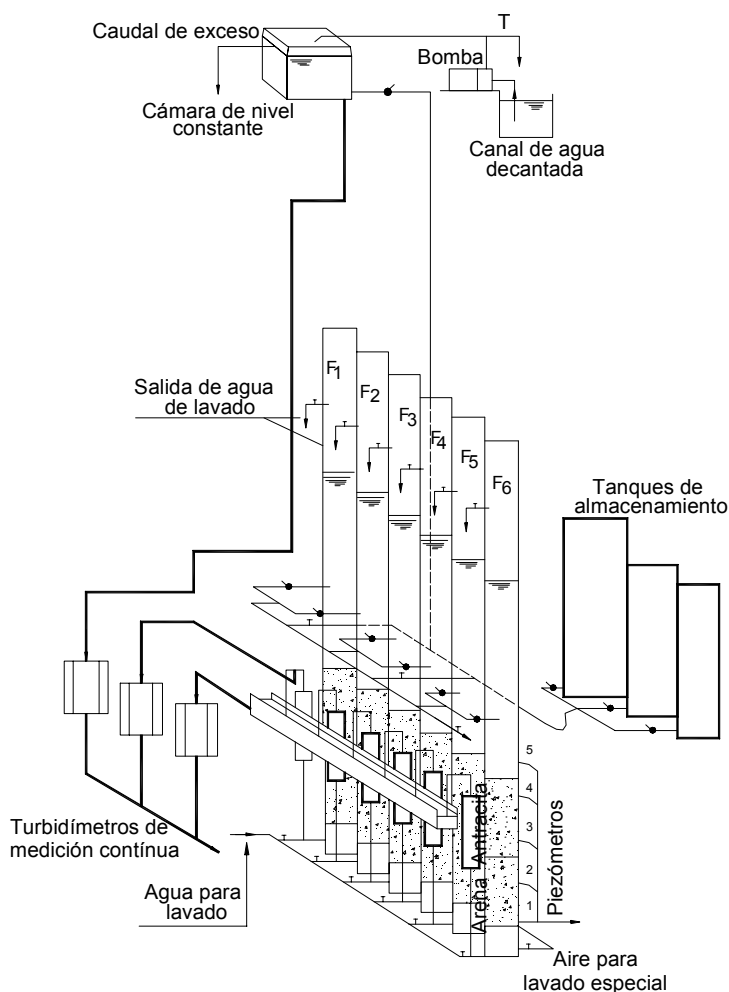 T
Caudal de exceso
Bomba
Cámara de nivel
constante
Canal de agua
decantada
F1
F2
F3
F4
F5
F6
Salida de agua
de lavado
Tanques de
almacenamiento
5
4
3
2
1
Piezómetros
Antracita
Arena
Turbidímetros de
medición contínua
Agua para
lavado
Aire para
lavado especial